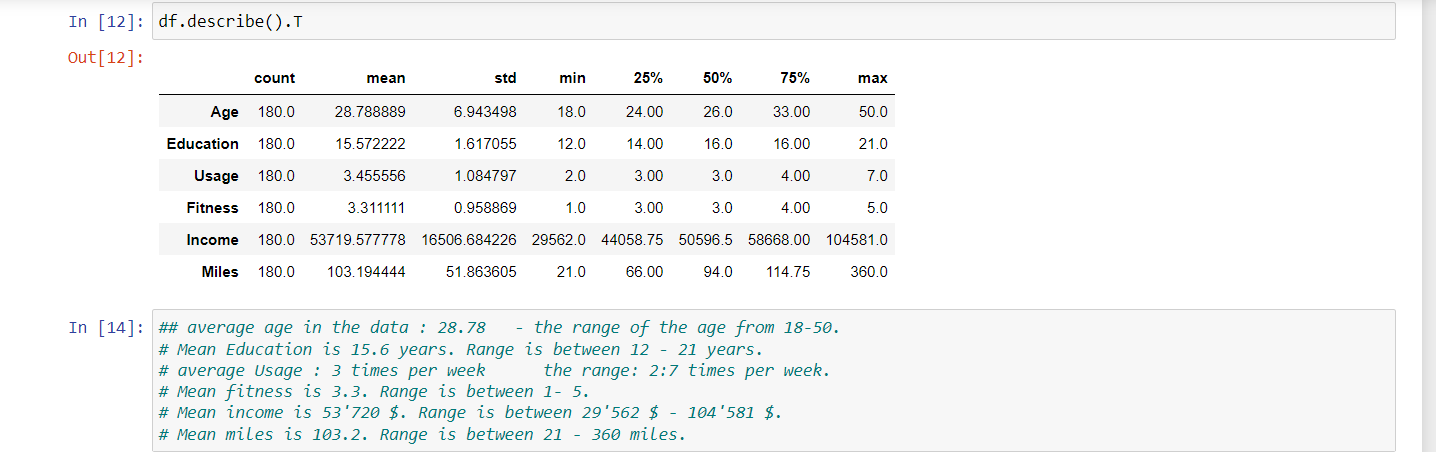 In [12]: df.describe().T
Out[12]:
count mean std min 25% 50% 75% max
Age 180.0 28.788889 6.943498 18.0 24.00 26.0 33.00 50.0
Education 180.0 15.572222 1.617055 12.0 14.00 16.0 16.00 21.0
Usage 180.0 3.455556 1.084797 2.0 3.00 3.0 4.00 7.0
Fitness 180.0 3.311111 0.958869 1.0 3.00 3.0 4.00 5.0
Income 180.0 53719.577778 16506.684226 29562.0 44058.75 50596.5 58668.00 104581.0
Miles 180.0 103.194444 51.863605 21.0 66.00 94.0 114.75 360.0
In [14]: ## average age in the data : 28.78   - the range of the age from 18-50.
# Mean Education is 15.6 years. Range is between 12 - 21 years.
# average Usage : 3 times per week      the range: 2:7 times per week.
# Mean fitness is 3.3. Range is between 1- 5.
# Mean income is 53'720 $. Range is between 29'562 $ - 104'581 $.
# Mean miles is 103.2. Range is between 21 - 360 miles.